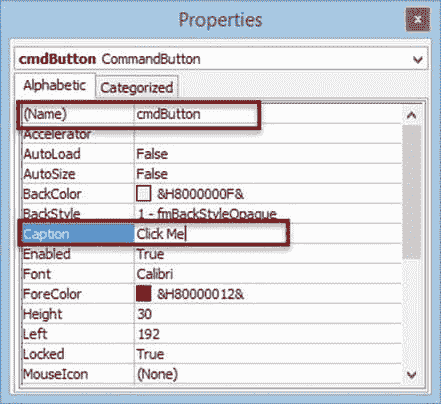 Properties
x
cmdButton CommandButton
Alphabetic Categorized
(Name) cmdButton
Accelerator
AutoLoad False
AutoSize False
BackColor &H8000000F&
BackStyle 1 - fmBackStyleOpaque
Caption Click Me
Enabled True
Font Calibri
ForeColor &H80000012&
Height 30
Left 192
Locked True
MouseIcon (None)